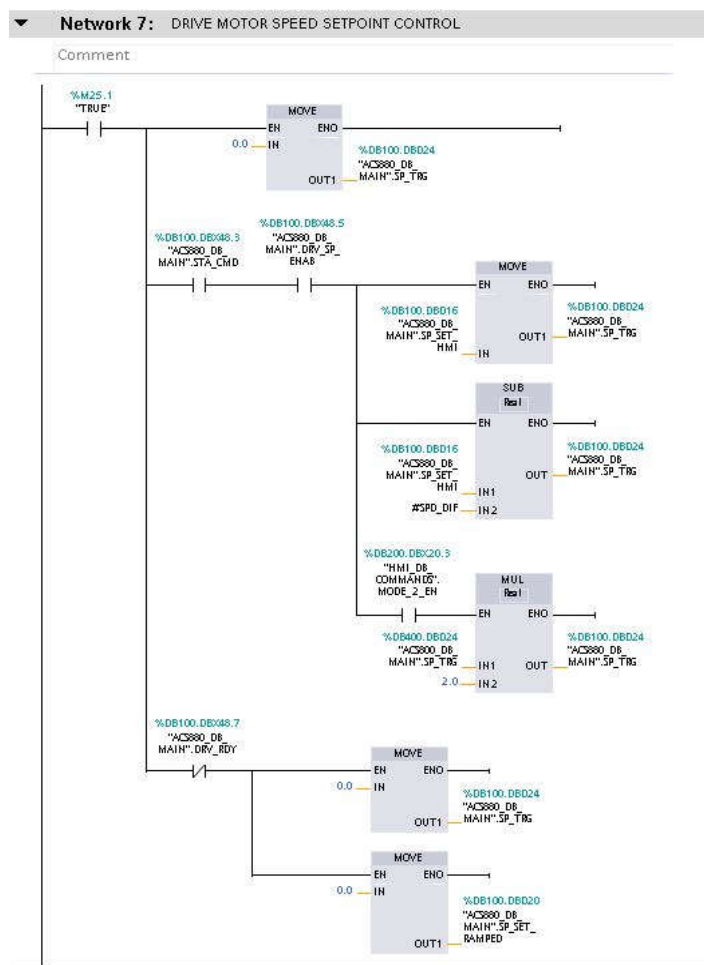 Network 7: DRIVE MOTOR SPEED SETPOINT CONTROL
Comment
%M25.1
"TRUE"
MOVE
EN ENO
0.0 IN
%DB100.DBD24
"ACS880_DB_
MAIN".SP_TRG
OUT1
%DB100.DBX48.3
"ACS880_DB_
MAIN".STA_CMD
%DB100.DBX48.5
"ACS880_DB_
MAIN".DRV_SP_
ENAB
MOVE
EN ENO
%DB100.DBD16
"ACS880_DB_
MAIN".SP_SET_
HMI
IN
%DB100.DBD24
"ACS880_DB_
MAIN".SP_TRG
OUT1
SUB
Real
EN ENO
%DB100.DBD16
"ACS880_DB_
MAIN".SP_SET_
HMI
IN1
#SPD_DIF IN2
%DB100.DBD24
"ACS880_DB_
MAIN".SP_TRG
OUT
%DB200.DBX20.3
"HMI_DB_
COMMANDS".
MODE_2_EN
MUL
Real
EN ENO
%DB400.DBD24
"ACS800_DB_
MAIN".SP_TRG
IN1
2.0 IN2
%DB100.DBD24
"ACS880_DB_
MAIN".SP_TRG
OUT
%DB100.DBX48.7
"ACS880_DB_
MAIN".DRV_RDY
MOVE
EN ENO
0.0 IN
%DB100.DBD24
"ACS880_DB_
MAIN".SP_TRG
OUT1
MOVE
EN ENO
0.0 IN
%DB100.DBD20
"ACS880_DB_
MAIN".SP_SET_
RAMPED
OUT1